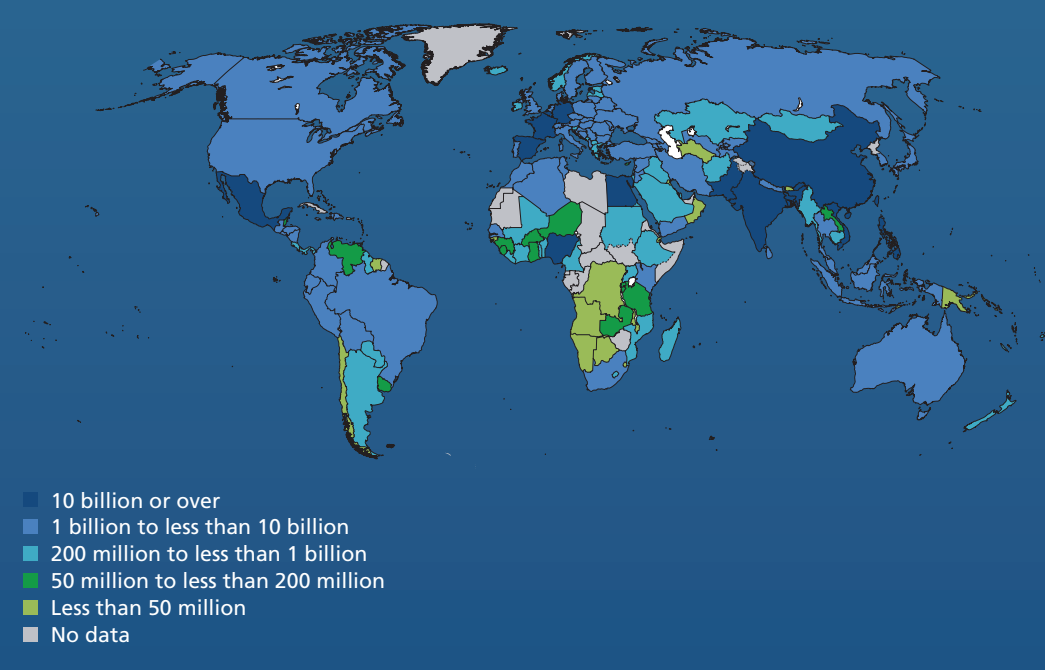 10 billion or over
1 billion to less than 10 billion
200 million to less than 1 billion
50 million to less than 200 million
Less than 50 million
No data